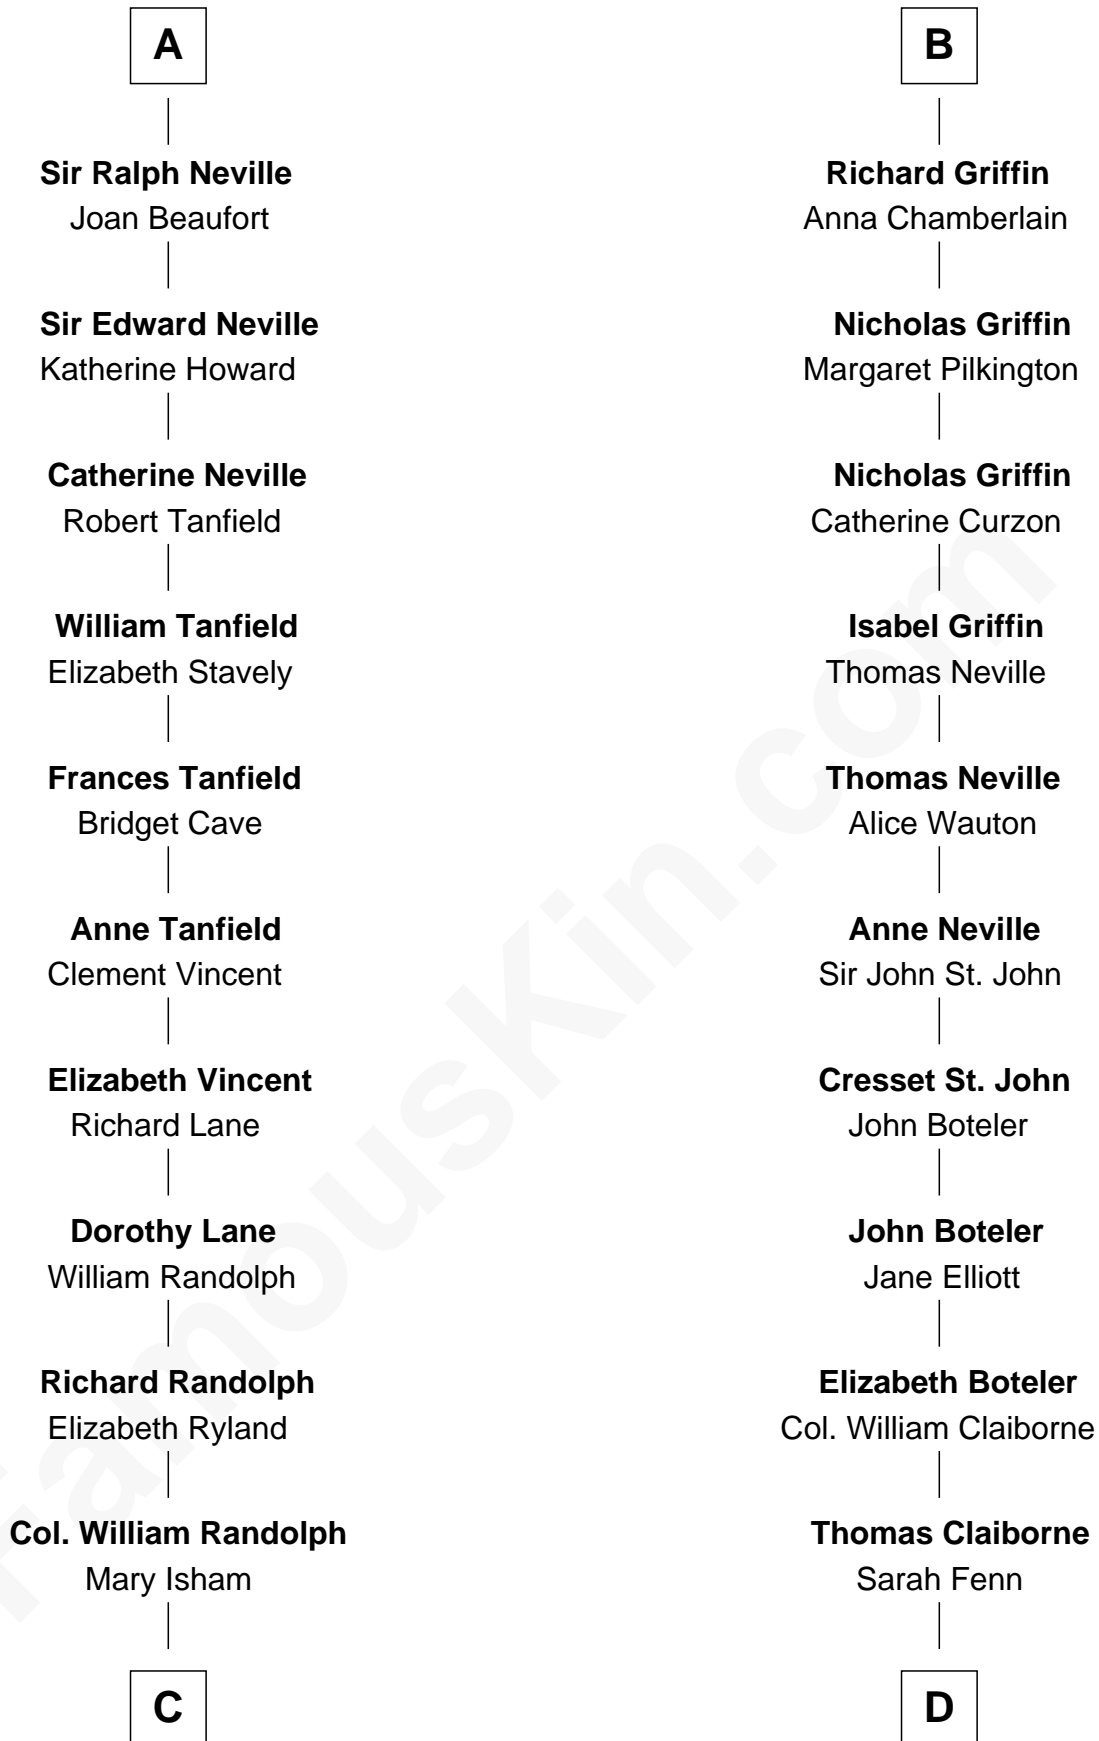 A
Sir Ralph Neville
Joan Beaufort
Sir Edward Neville
Katherine Howard
Catherine Neville
Robert Tanfield
William Tanfield
Elizabeth Stavely
Frances Tanfield
Bridget Cave
Anne Tanfield
Clement Vincent
Elizabeth Vincent
Richard Lane
Dorothy Lane
William Randolph
Richard Randolph
Elizabeth Ryland
Col. William Randolph
Mary Isham
C
B
Richard Griffin
Anna Chamberlain
Nicholas Griffin
Margaret Pilkington
Nicholas Griffin
Catherine Curzon
Isabel Griffin
Thomas Neville
Thomas Neville
Alice Wauton
Anne Neville
Sir John St. John
Cresset St. John
John Boteler
John Boteler
Jane Elliott
Elizabeth Boteler
Col. William Claiborne
Thomas Claiborne
Sarah Fenn
D
FamousKin.com